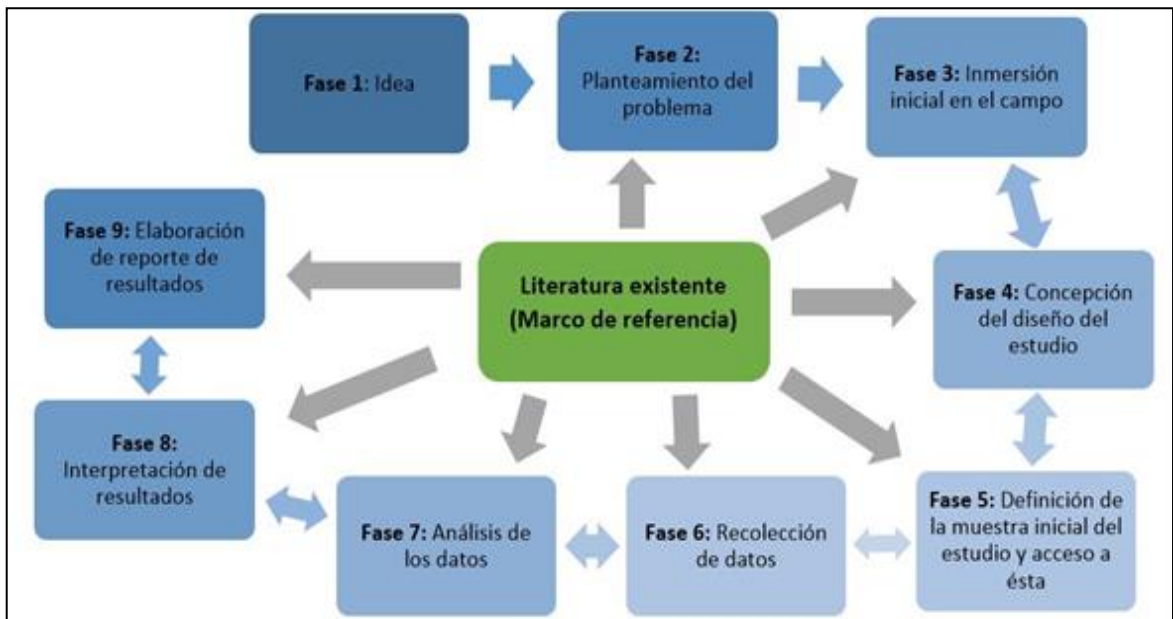 Fase 1: Idea
Fase 2:
Planteamiento del
problema
Fase 3: Inmersión
inicial en el campo
Fase 9: Elaboración
de reporte de
resultados
Literatura existente
(Marco de referencia)
Fase 4: Concepción
del diseño del
estudio
Fase 8:
Interpretación de
resultados
Fase 7: Análisis de
los datos
Fase 6: Recolección
de datos
Fase 5: Definición de
la muestra inicial del
estudio y acceso a
ésta